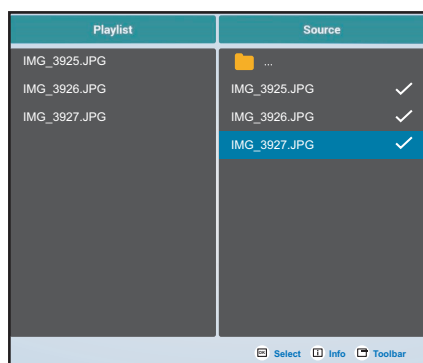 Playlist
IMG_3925.JPG
IMG_3926.JPG
IMG_3927.JPG
Source
...
IMG_3925.JPG
IMG_3926.JPG
IMG_3927.JPG
Select Info Toolbar